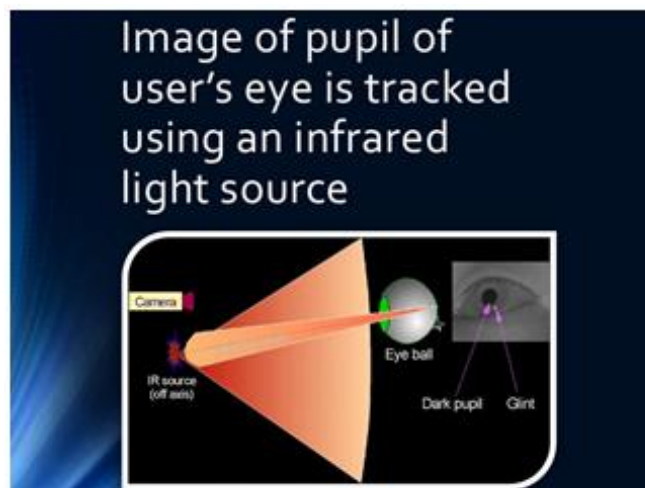 Image of pupil of
user's eye is tracked
using an infrared
light source
Camera
IR source
(off axis)
Eye ball
Dark pupil
Glint